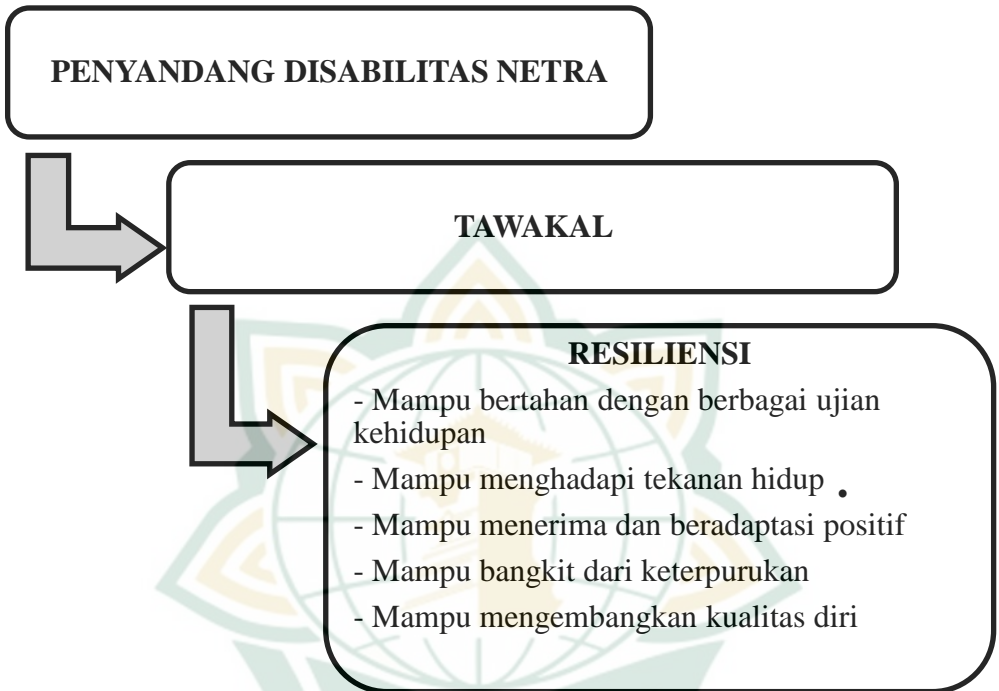 PENYANDANG DISABILITAS NETRA
TAWAKAL
RESILIENSI
- Mampu bertahan dengan berbagai ujian
kehidupan
- Mampu menghadapi tekanan hidup .
- Mampu menerima dan beradaptasi positif
- Mampu bangkit dari keterpurukan
- Mampu mengembangkan kualitas diri